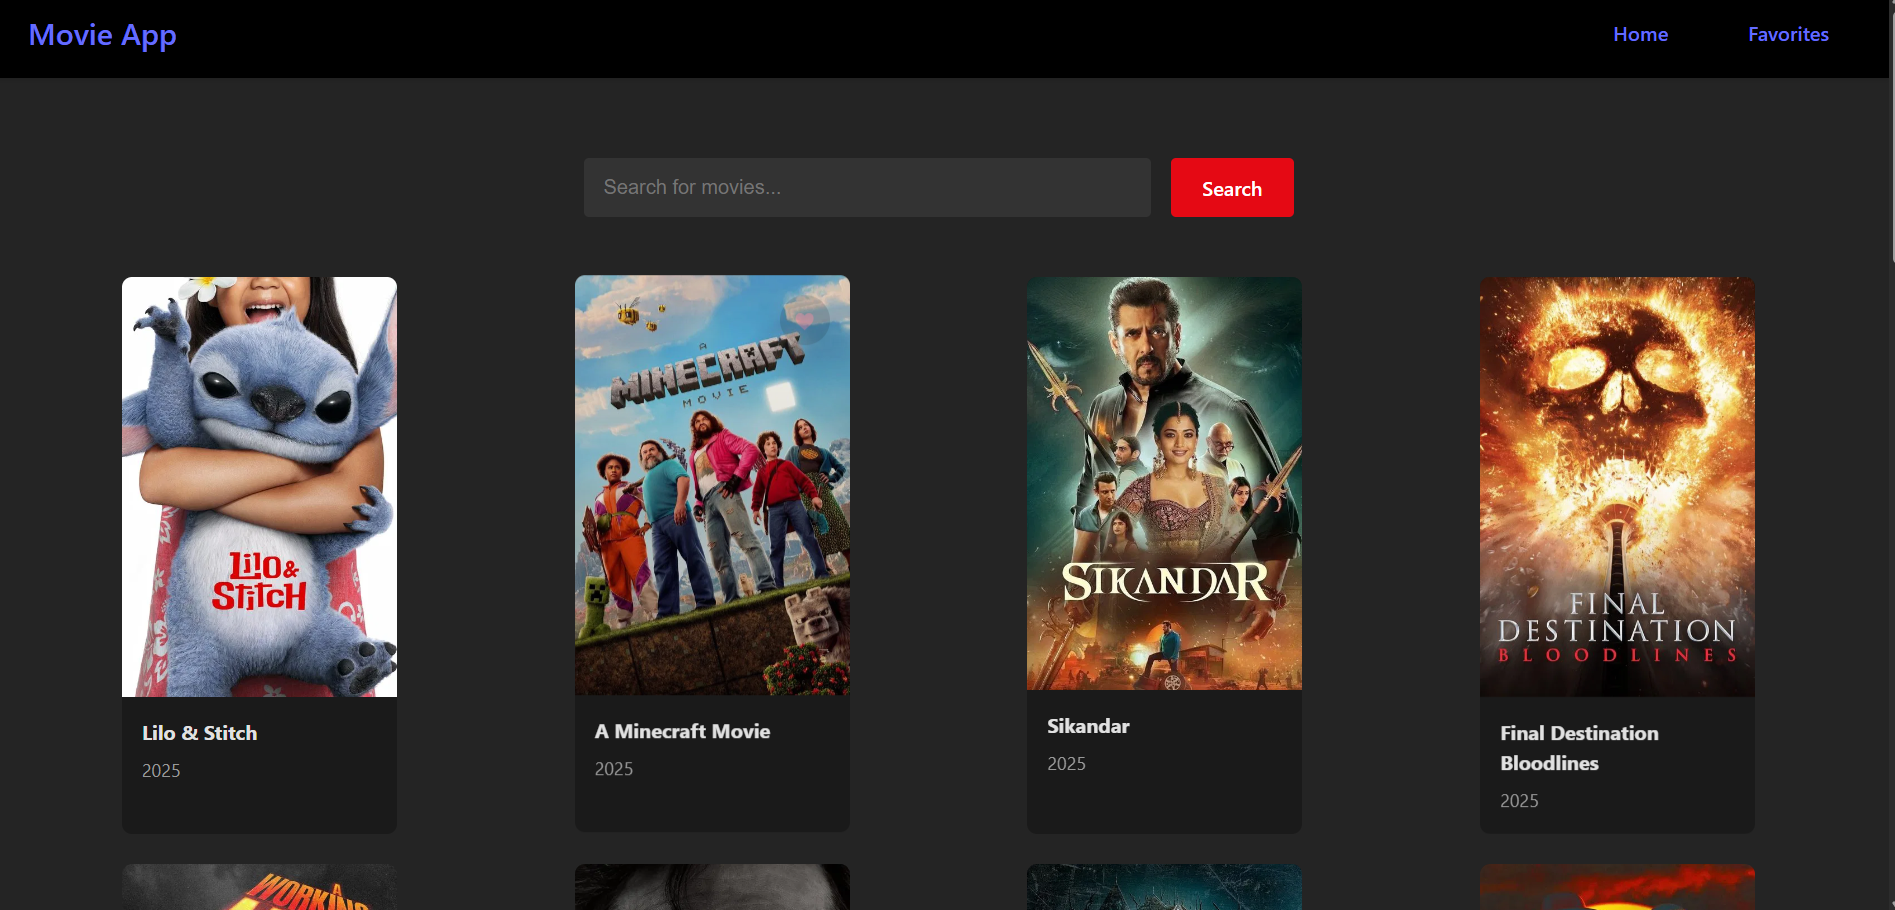 Movie App
Home
Favorites
Search for movies...
Search
Lilo &
Stitch
A
MINECRAFT
MOVIE
SIKANDAR
FINAL
DESTINATION
BLOODLINES
Lilo & Stitch
2025
A Minecraft Movie
2025
Sikandar
2025
Final Destination
Bloodlines
2025
A
WORKING